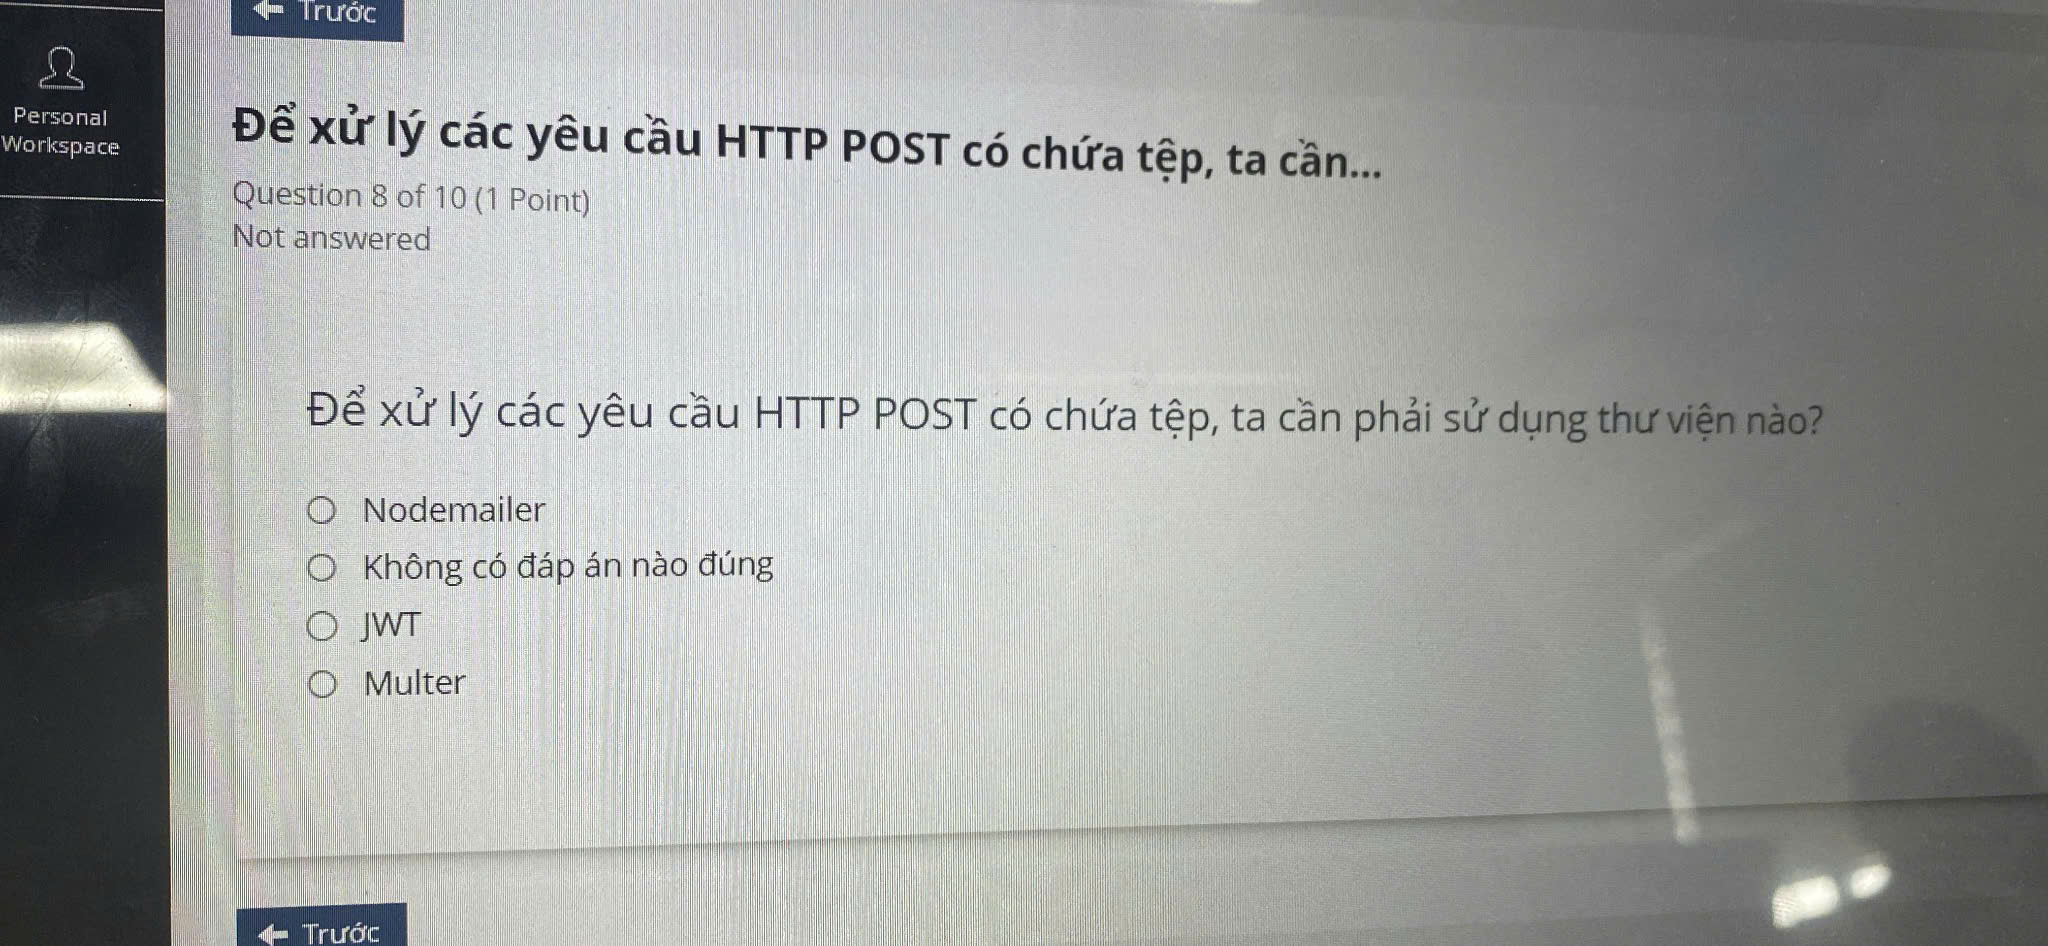 Trước
Personal
Workspace
Để xử lý các yêu cầu HTTP POST có chứa tệp, ta cần...
Question 8 of 10 (1 Point)
Not answered
Để xử lý các yêu cầu HTTP POST có chứa tệp, ta cần phải sử dụng thư viện nào?
Nodemailer
Không có đáp án nào đúng
JWT
Multer
Trước